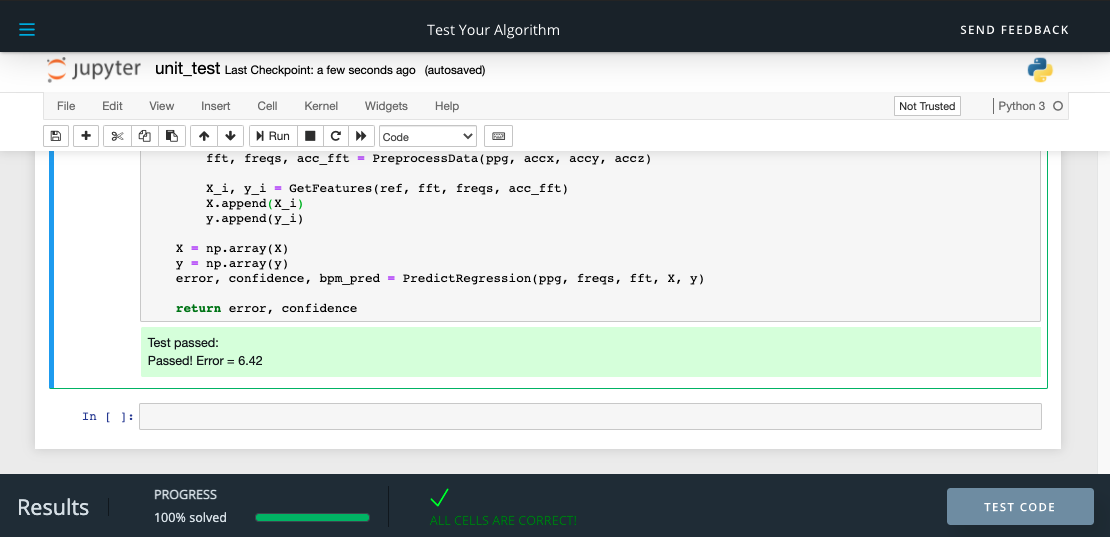 Test Your Algorithm
SEND FEEDBACK
jupyter unit_test Last Checkpoint: a few seconds ago (autosaved)
File Edit View Insert Cell Kernel Widgets Help Not Trusted Python 3
Run Code
fft, freqs, acc_fft = PreprocessData(ppg, accx, accy, accz)
X_i, y_i = GetFeatures(ref, fft, freqs, acc_fft)
X.append(X_i)
y.append(y_i)
X = np.array(X)
y = np.array(y)
error, confidence, bpm_pred = PredictRegression(ppg, freqs, fft, X, y)
return error, confidence
Test passed:
Passed! Error = 6.42
In [ ]:
Results
PROGRESS
100% solved
ALL CELLS ARE CORRECT!
TEST CODE